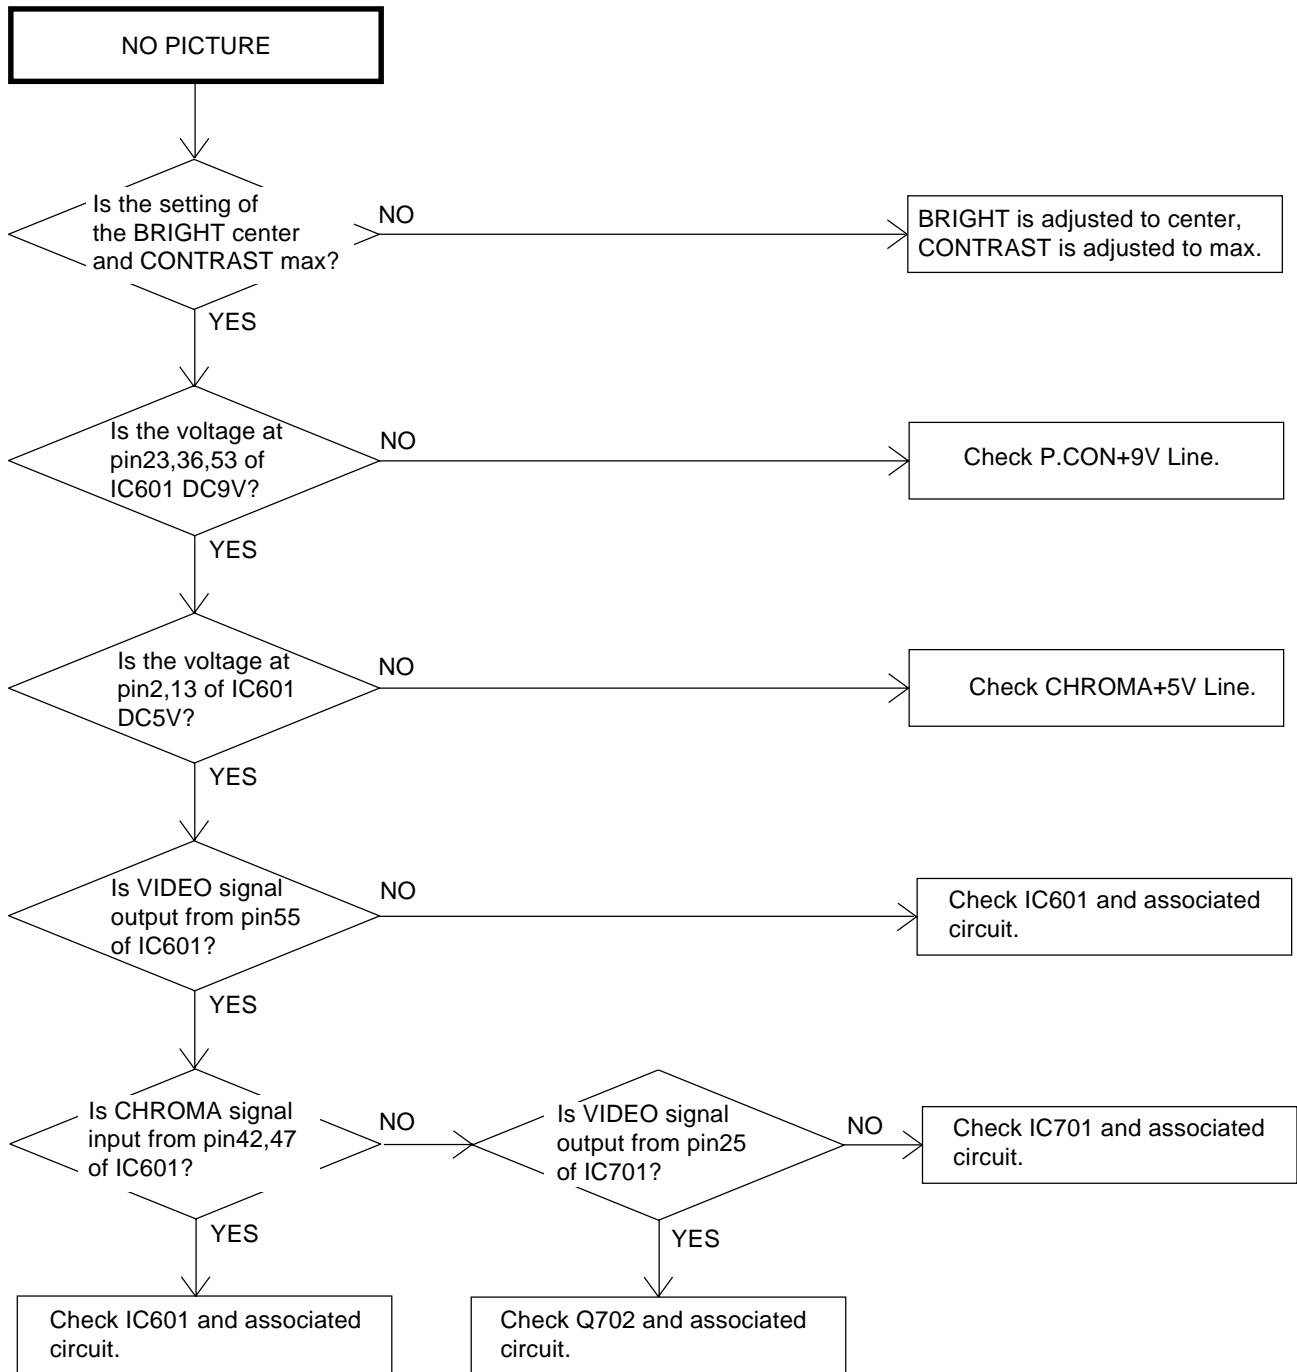 NO PICTURE
Is the setting of
the BRIGHT center
and CONTRAST max?
NO
BRIGHT is adjusted to center,
CONTRAST is adjusted to max.
YES
Is the voltage at
pin23,36,53 of
IC601 DC9V?
NO
Check P.CON+9V Line.
YES
Is the voltage at
pin2,13 of IC601
DC5V?
NO
Check CHROMA+5V Line.
YES
Is VIDEO signal
output from pin55
of IC601?
NO
Check IC601 and associated
circuit.
YES
Is CHROMA signal
input from pin42,47
of IC601?
NO
Is VIDEO signal
output from pin25
of IC701?
NO
Check IC701 and associated
circuit.
YES
YES
Check IC601 and associated
circuit.
Check Q702 and associated
circuit.